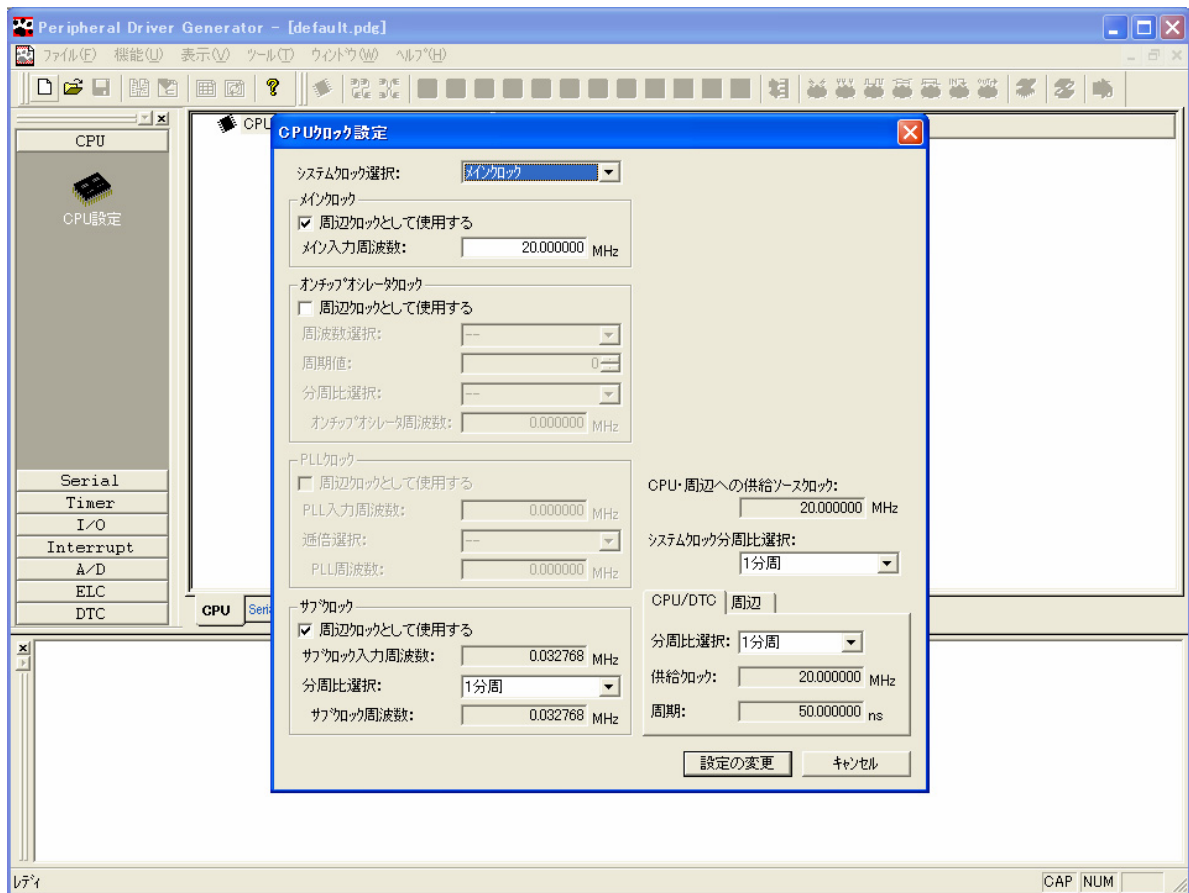 Peripheral Driver Generator - [default.pdg]
ファイル(F) 機能(U) 表示(V) ツール(T) ウィンドウ(W) ヘルプ(H)
CPU
CPU設定
Serial
Timer
I/O
Interrupt
A/D
ELC
DTC
CPU
CPU Seri
CPUクロック設定
システムクロック選択: メインクロック
メインクロック
周辺クロックとして使用する
メイン入力周波数: 20.000000 MHz
オンチップオシレータクロック
周辺クロックとして使用する
周波数選択: --
周期値: 0
分周比選択: --
オンチップオシレータ周波数: 0.000000 MHz
PLLクロック
周辺クロックとして使用する
PLL入力周波数: 0.000000 MHz
逓倍選択: --
PLL周波数: 0.000000 MHz
サブクロック
周辺クロックとして使用する
サブクロック入力周波数: 0.032768 MHz
分周比選択: 1分周
サブクロック周波数: 0.032768 MHz
CPU・周辺への供給ソースクロック:
20.000000 MHz
システムクロック分周比選択:
1分周
CPU/DTC 周辺
分周比選択: 1分周
供給クロック: 20.000000 MHz
周期: 50.000000 ns
設定の変更 キャンセル
レディ CAP NUM